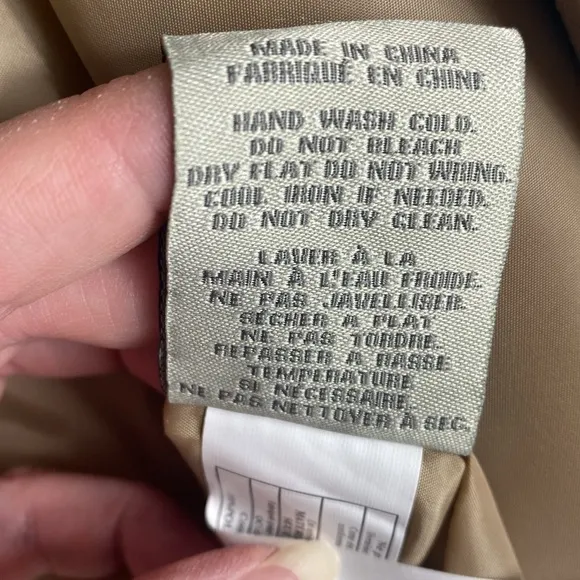 MADE IN CHINA
FABRIQUÉ EN CHINE
HAND WASH COLD.
DO NOT BLEACH
DRY FLAT DO NOT WRING.
COOL IRON IF NEEDED.
DO NOT DRY CLEAN.
LAVER À LA
MAIN À L'EAU FROIDE.
NE PAS JAVELLISER.
SÉCHER A PLAT
NE PAS TORDRE.
REPASSER A BASSE
TEMPERATURE
SI NÉCESSAIRE.
NE PAS NETTOYER À SEC.